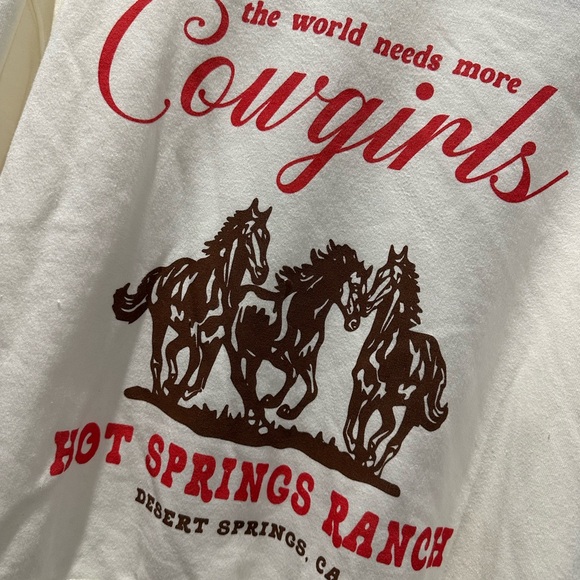 the world needs more
Cowgirls
HOT SPRINGS RANCH
DESERT SPRINGS, CA